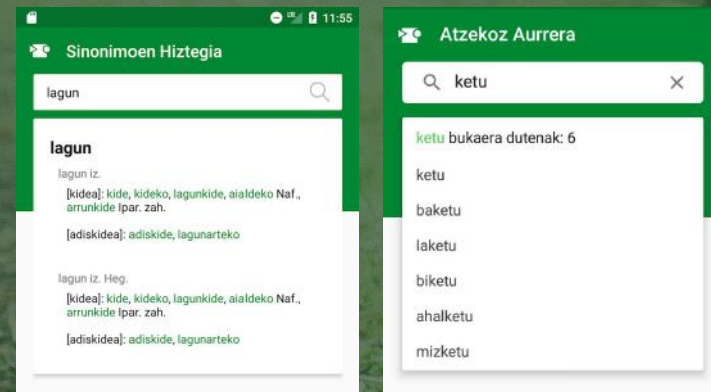 11:55
Sinonimoen Hiztegia
lagun
lagun
lagun iz.
[kidea]: kide, kideko, lagunkide, aialdeko Naf.,
arrunkide Ipar. zah.
[adiskidea]: adiskide, lagunarteko
lagun iz. Heg.
[kidea]: kide, kideko, lagunkide, aialdeko Naf.,
arrunkide Ipar. zah.
[adiskidea]: adiskide, lagunarteko
Atzekoz Aurrera
ketu
ketu bukaera dutenak: 6
ketu
baketu
laketu
biketu
ahalketu
mizketu